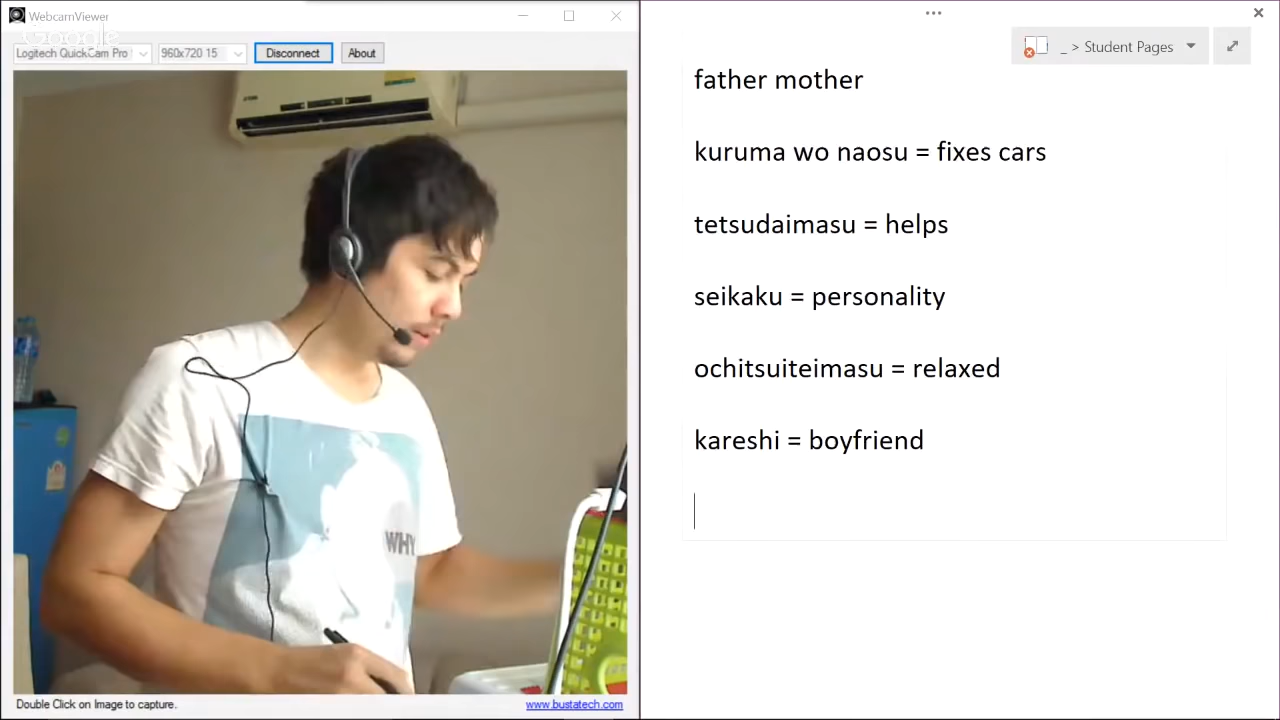 WebcamViewer
Google
Logitech QuickCam Pro
960x720 15
Disconnect
About
WHY
Double Click on Image to capture.
www.bustatech.com
_ > Student Pages
father mother
kuruma wo naosu = fixes cars
tetsudaimasu = helps
seikaku = personality
ochitsuiteimasu = relaxed
kareshi = boyfriend